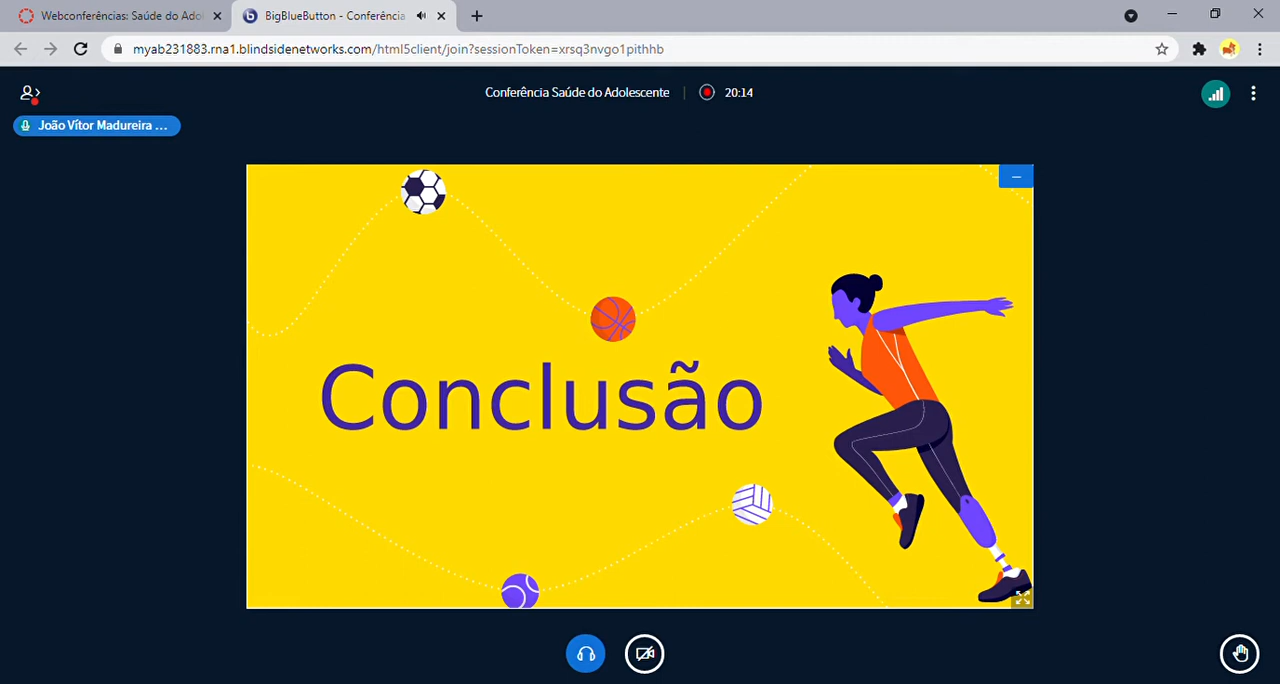 Webconferências: Saúde do Adol
BigBlueButton - Conferência
myab231883.rna1.blindsidenetworks.com/html5client/join?sessionToken=xrsq3nvgo1pithhb
Conferência Saúde do Adolescente
20:14
João Vítor Madureira ...
Conclusão